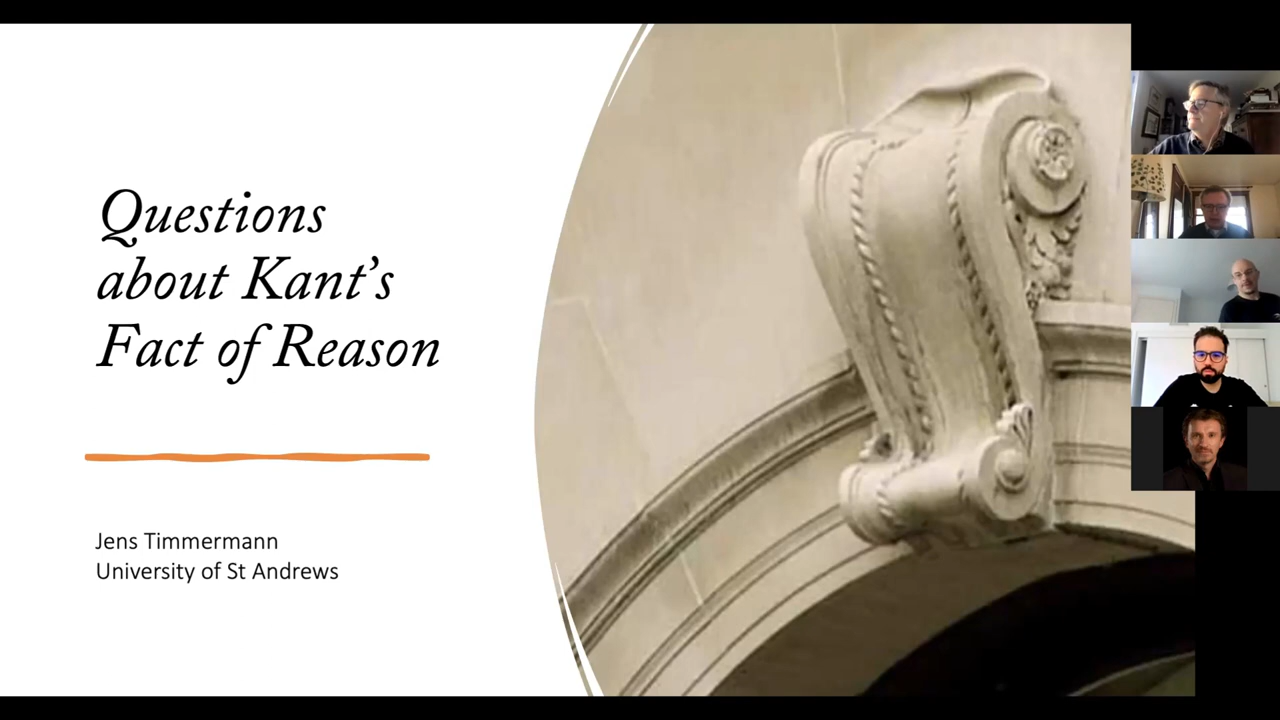 Questions
about Kant’s
Fact of Reason
Jens Timmermann
University of St Andrews